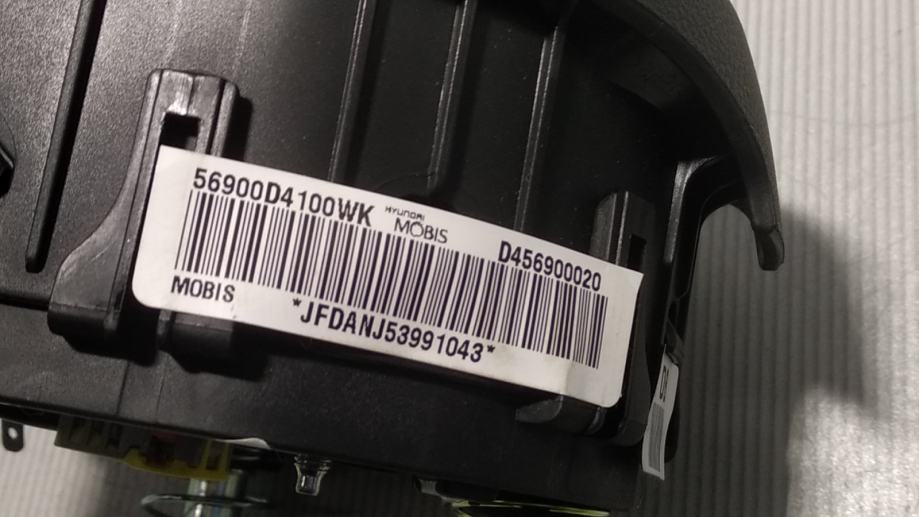 56900D4100WK
HYUNDAI
MOBIS
D456900020
MOBIS
*JFDANJ53991043*